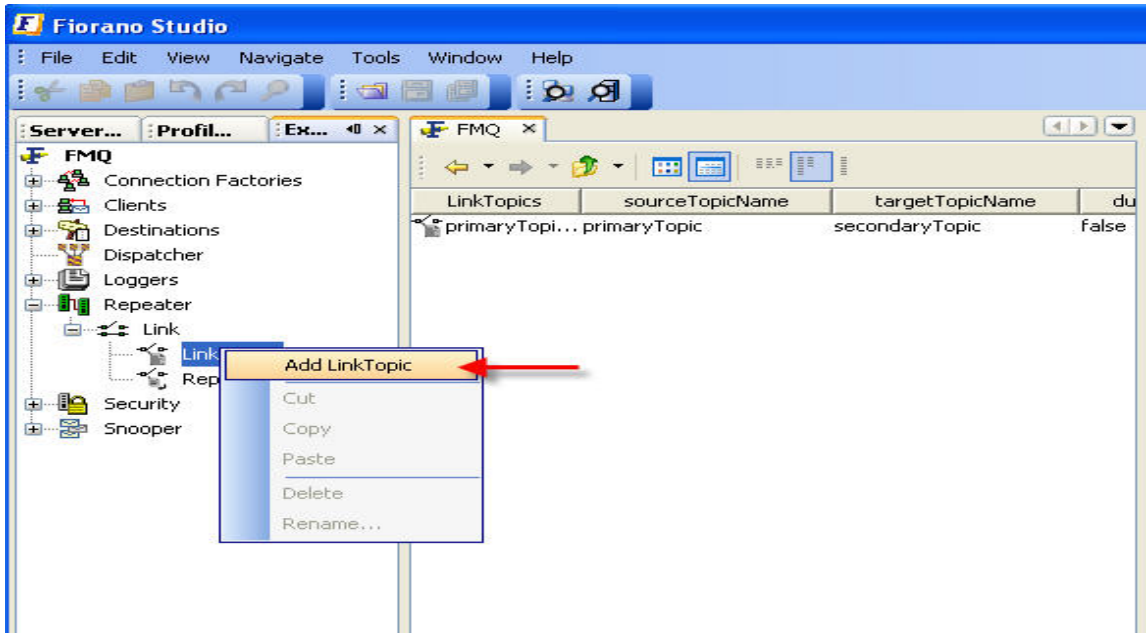 Fiorano Studio
File Edit View Navigate Tools Window Help
Server... Profil... Ex...
FMQ
Connection Factories
Clients
Destinations
Dispatcher
Loggers
Repeater
Link
Link
Rep
Security
Snooper
Add LinkTopic
Cut
Copy
Paste
Delete
Rename...
FMQ
LinkTopics sourceTopicName targetTopicName du
primaryTopi... primaryTopic secondaryTopic false